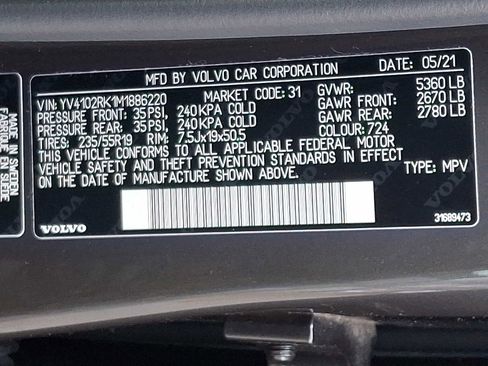 MFD BY VOLVO CAR CORPORATION DATE: 05/21
VIN: YV4102RK1M1886220 MARKET CODE: 31 GVWR: 5360 LB
PRESSURE FRONT: 35PSI, 240KPA COLD GAWR FRONT: 2670 LB
PRESSURE REAR: 35PSI, 240KPA COLD GAWR REAR: 2780 LB
TIRES: 235/55R19 RIM: 7.5Jx19x50.5 COLOUR: 724
THIS VEHICLE CONFORMS TO ALL APPLICABLE FEDERAL MOTOR
VEHICLE SAFETY AND THEFT PREVENTION STANDARDS IN EFFECT
ON THE DATE OF MANUFACTURE SHOWN ABOVE. TYPE: MPV
VOLVO 31689473
MADE IN SWEDEN
FABRIQUÉ EN SUÈDE